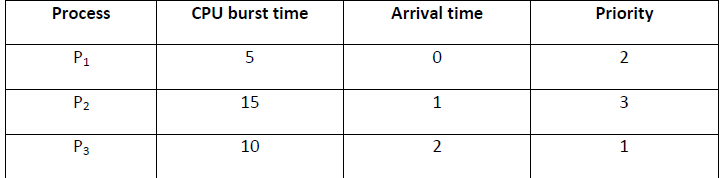 Process CPU burst time Arrival time Priority
P1 5 0 2
P2 15 1 3
P3 10 2 1